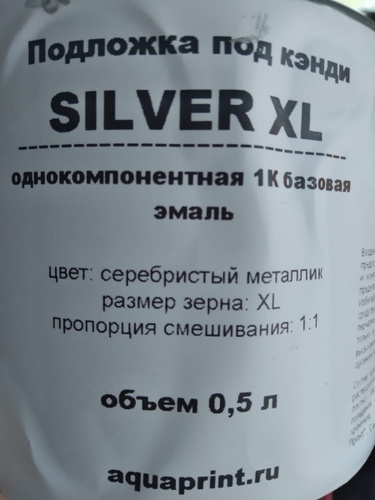 Подложка под кэнди
SILVER XL
однокомпонентная 1К базовая
эмаль
цвет: серебристый металлик
размер зерна: XL
пропорция смешивания: 1:1
объем 0,5 л
aquaprint.ru